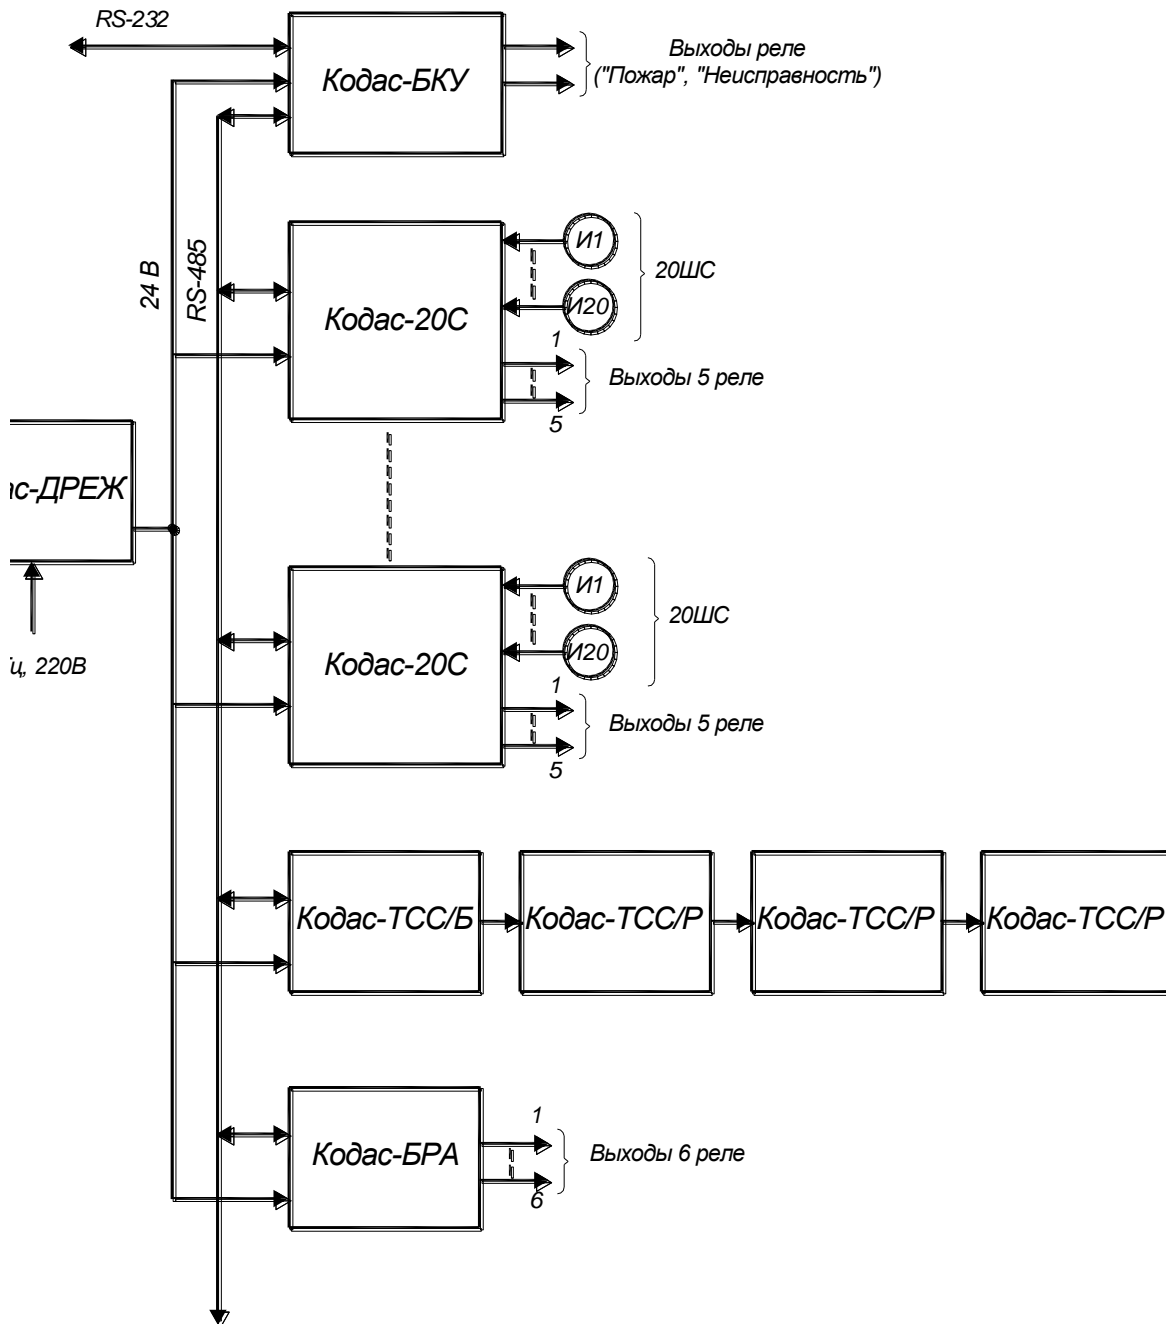 RS-232
Кодас-БКУ
Выходы реле
("Пожар", "Неисправность")
24 В
RS-485
Кодас-20С
И1
И20
20ШС
1
5
Выходы 5 реле
ас-ДРЕЖ
ц, 220В
Кодас-20С
И1
И20
20ШС
1
5
Выходы 5 реле
Кодас-ТСС/Б
Кодас-ТСС/Р
Кодас-ТСС/Р
Кодас-ТСС/Р
Кодас-БРА
1
6
Выходы 6 реле